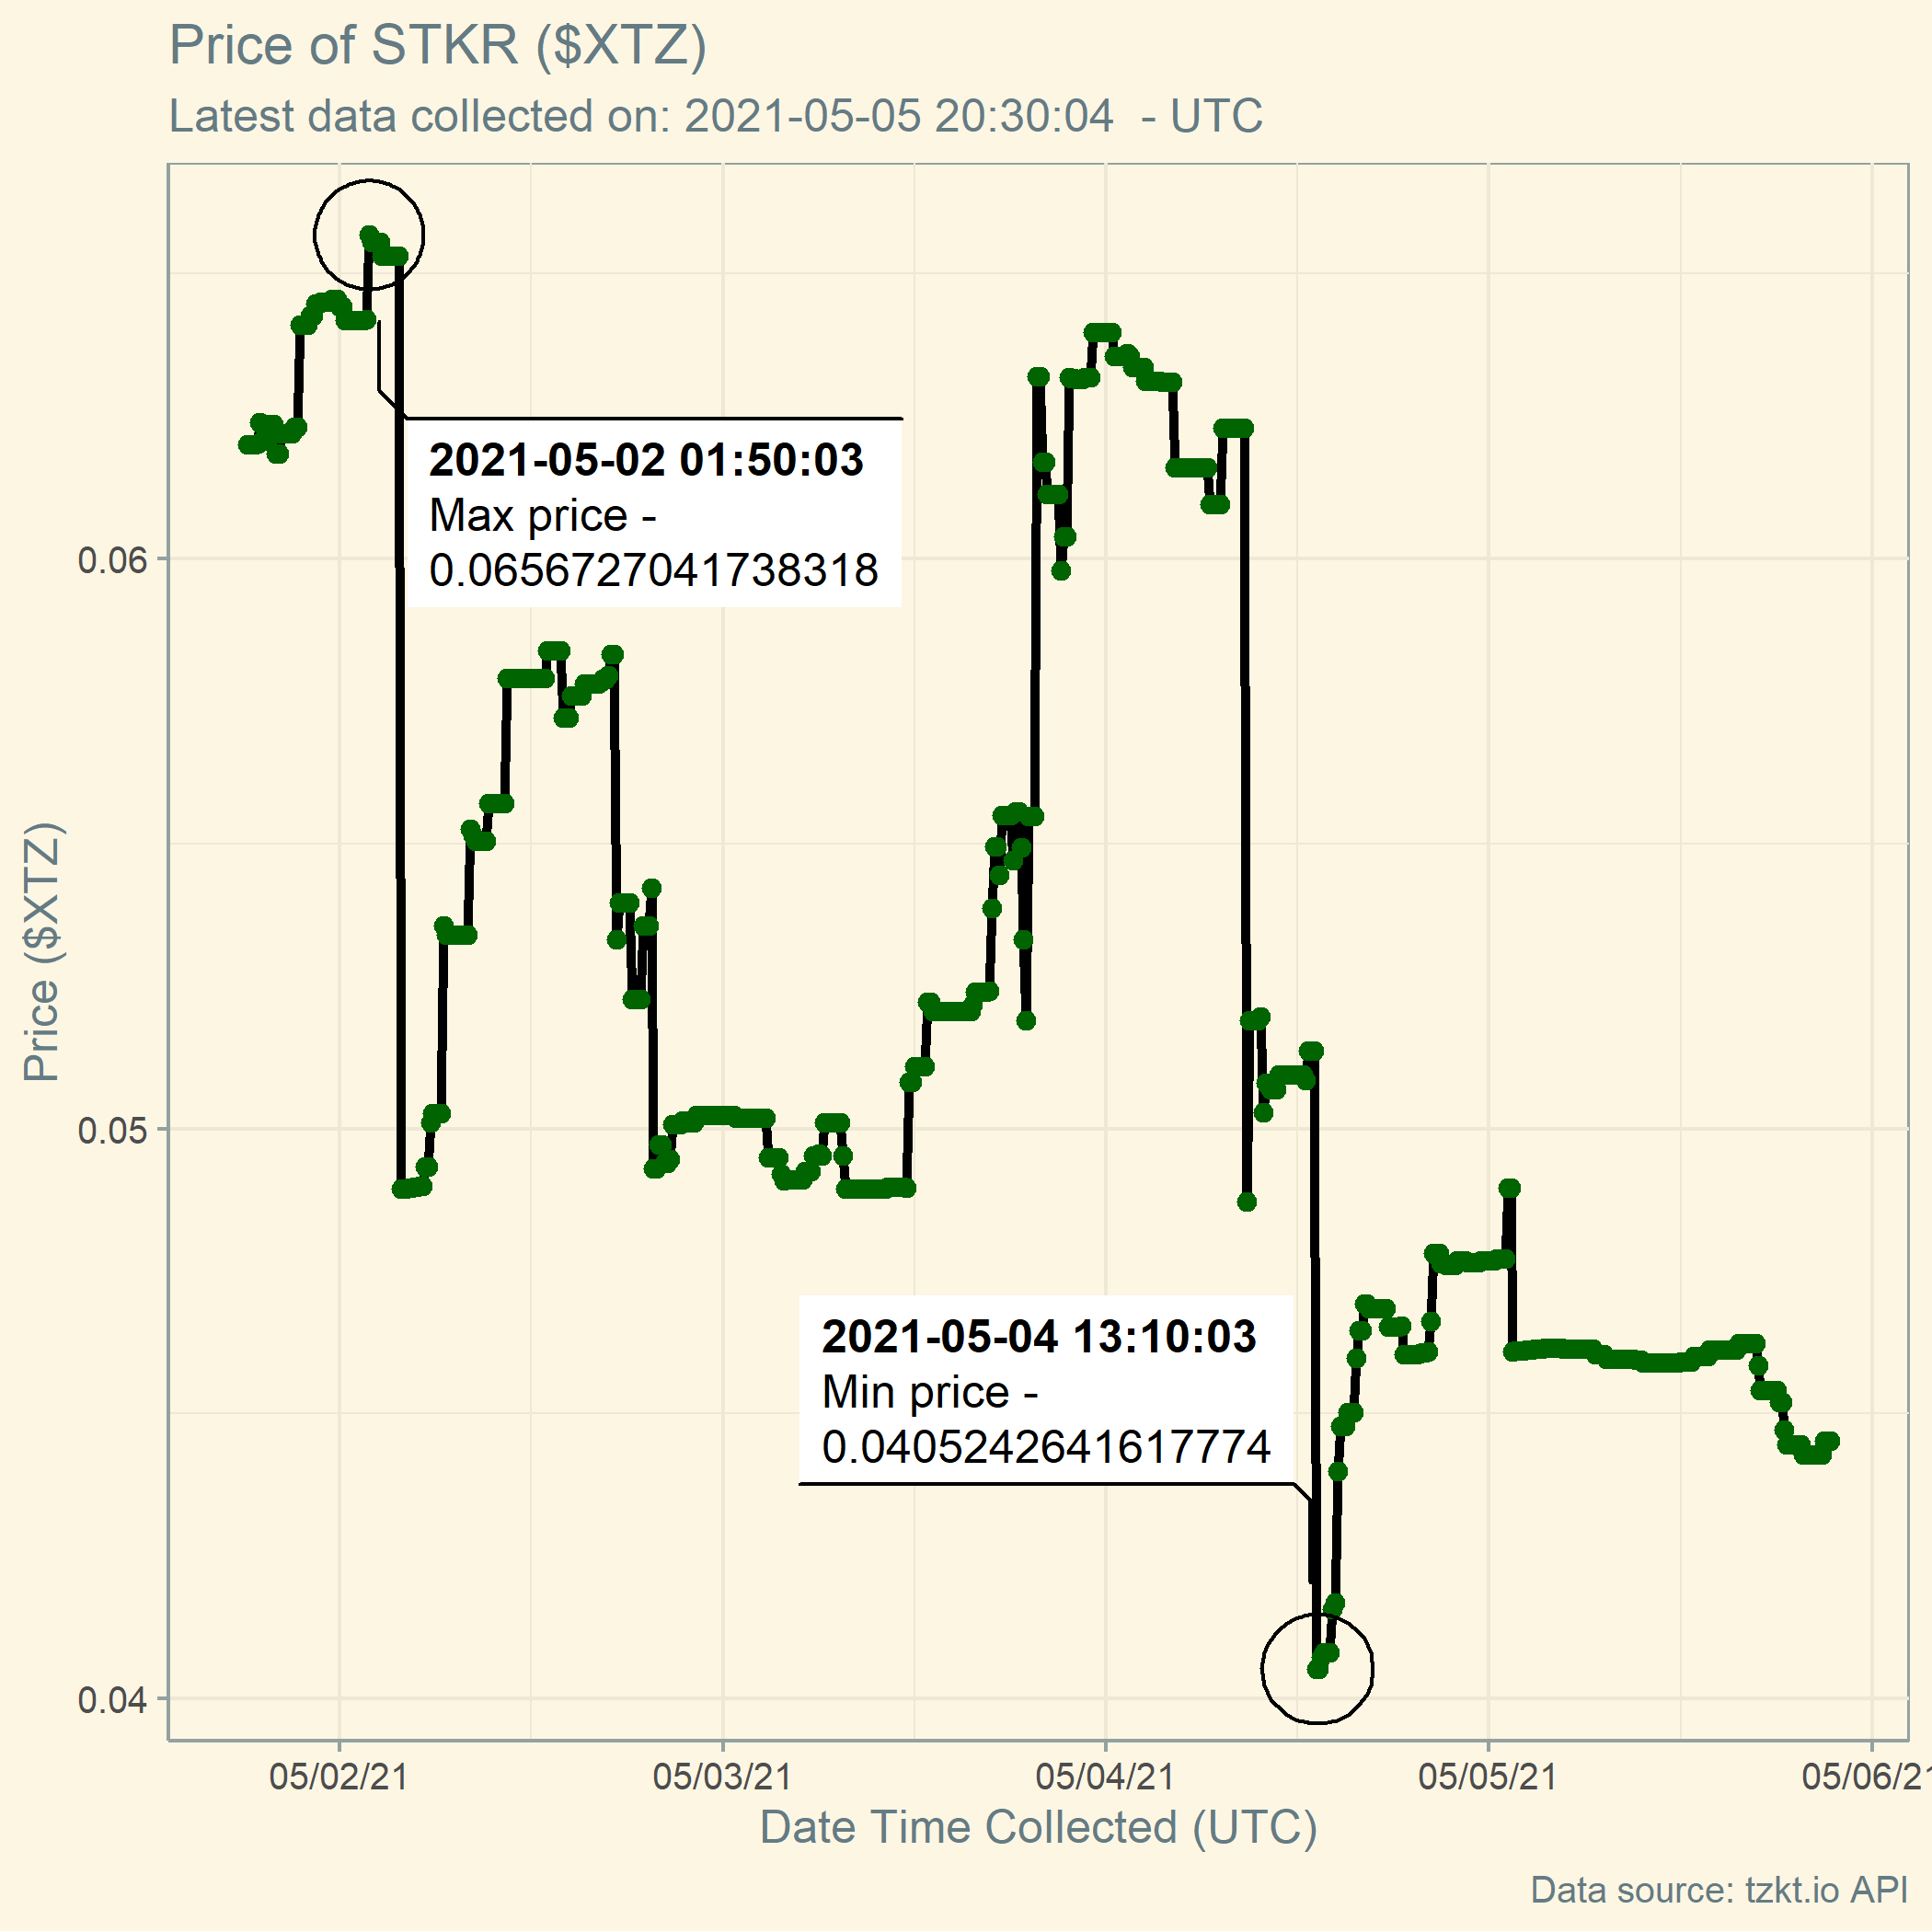 Price of STKR ($XTZ)
Latest data collected on: 2021-05-05 20:30:04  - UTC
2021-05-02 01:50:03
Max price -
0.0656727041738318
0.06
Price ($XTZ)
0.05
2021-05-04 13:10:03
Min price -
0.0405242641617774
0.04
05/02/21
05/03/21
05/04/21
05/05/21
05/06/21
Date Time Collected (UTC)
Data source: tzkt.io API